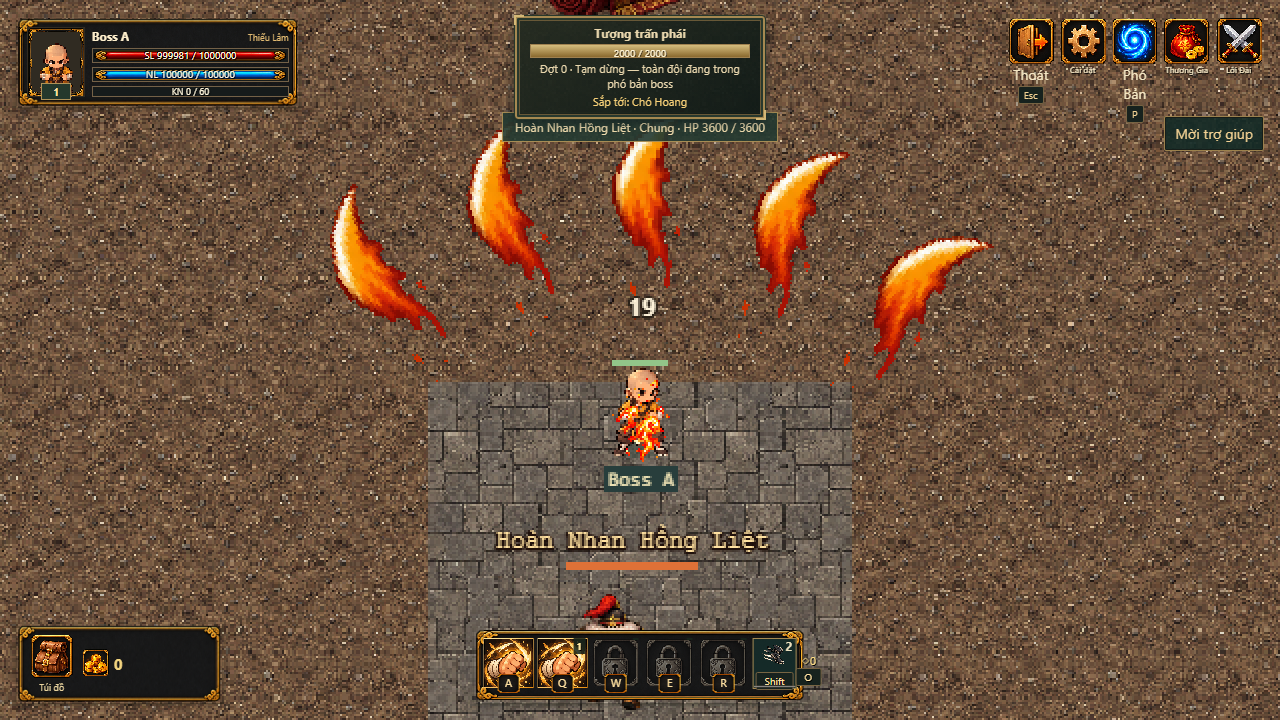 Boss A
Thiếu Lâm
SL 999981 / 1000000
NL 100000 / 100000
KN 0 / 60
1
Tượng trấn phái
2000 / 2000
Đợt 0 · Tạm dừng — toàn đội đang trong
phó bản boss
Sắp tới: Chó Hoang
Hoàn Nhan Hồng Liệt · Chung · HP 3600 / 3600
Thoát
Esc
Cài đặt
Phó
Bản
P
Thương Gia
Lôi Đài
Mời trợ giúp
19
Boss A
Hoàn Nhan Hồng Liệt
Túi đồ
0
A
1
Q
W
E
R
2
Shift
0
O